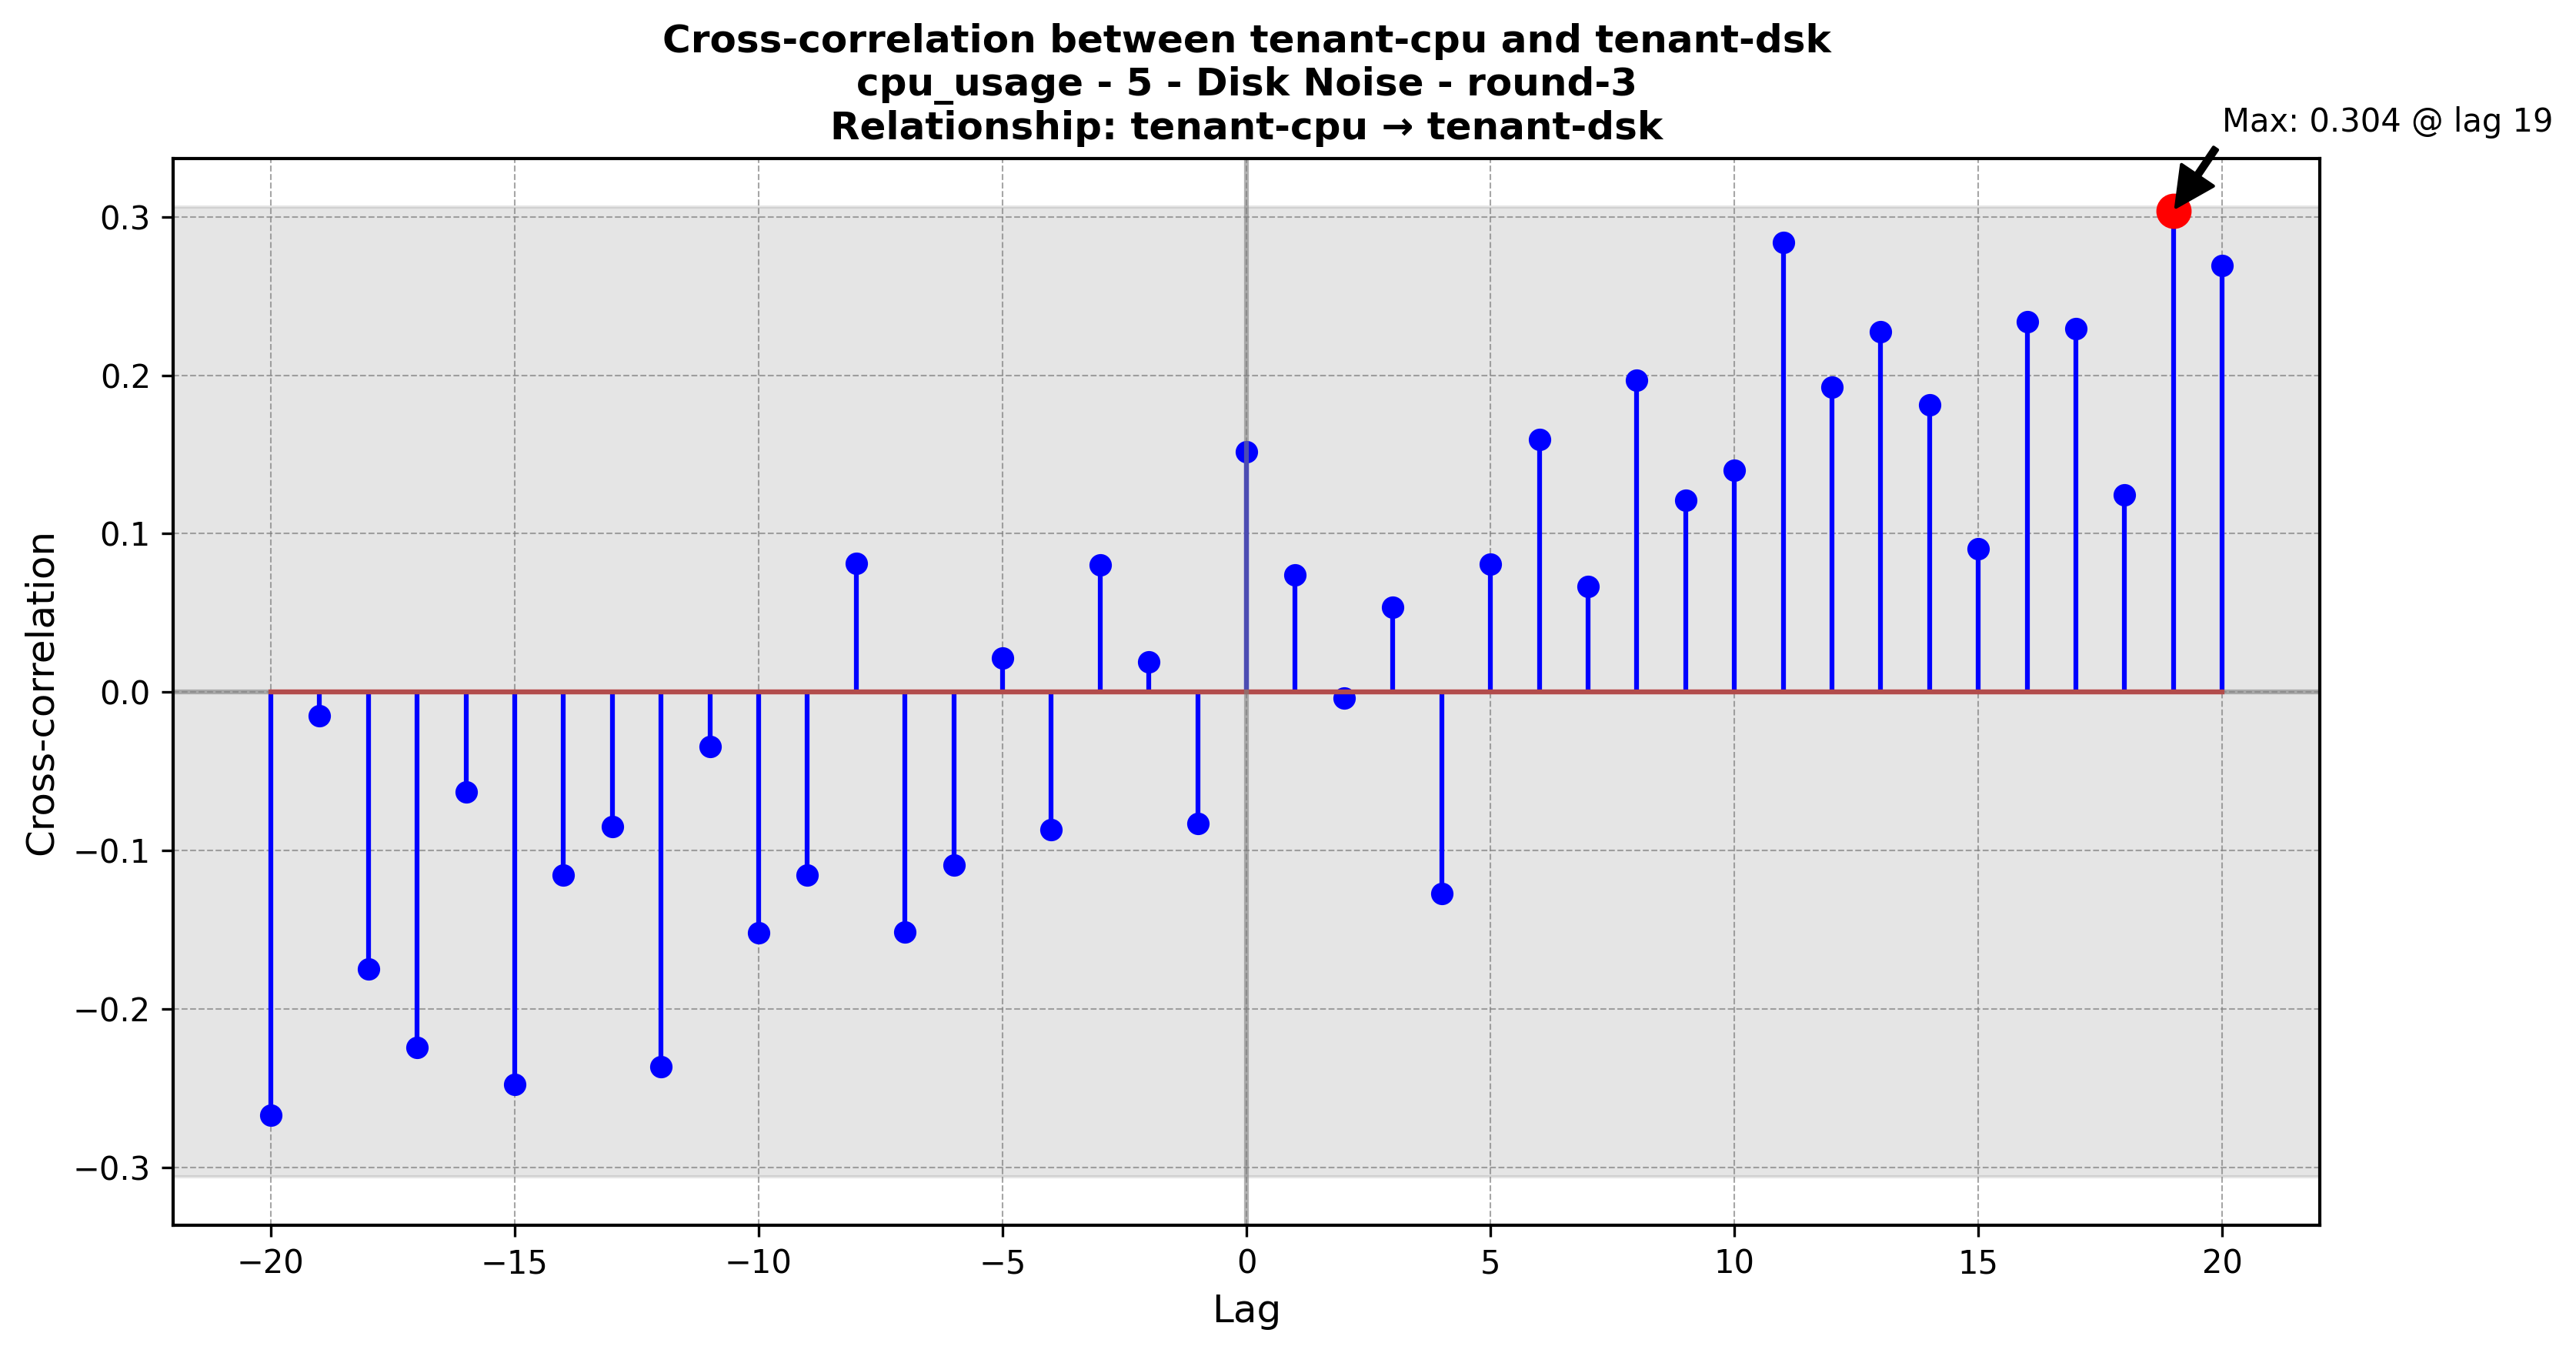 Cross-correlation between tenant-cpu and tenant-dsk
cpu_usage - 5 - Disk Noise - round-3
Relationship: tenant-cpu → tenant-dsk
Max: 0.304 @ lag 19
0.3
0.2
0.1
0.0
−0.1
−0.2
−0.3
Cross-correlation
−20 −15 −10 −5 0 5 10 15 20
Lag